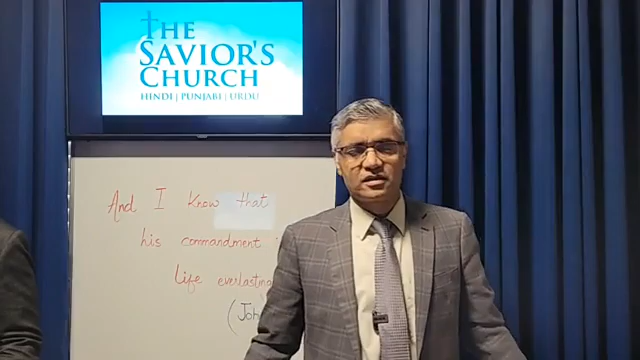 THE
SAVIOR'S
CHURCH
HINDI | PUNJABI | URDU
And I Know that
his commandment
life everlasting
(Joh